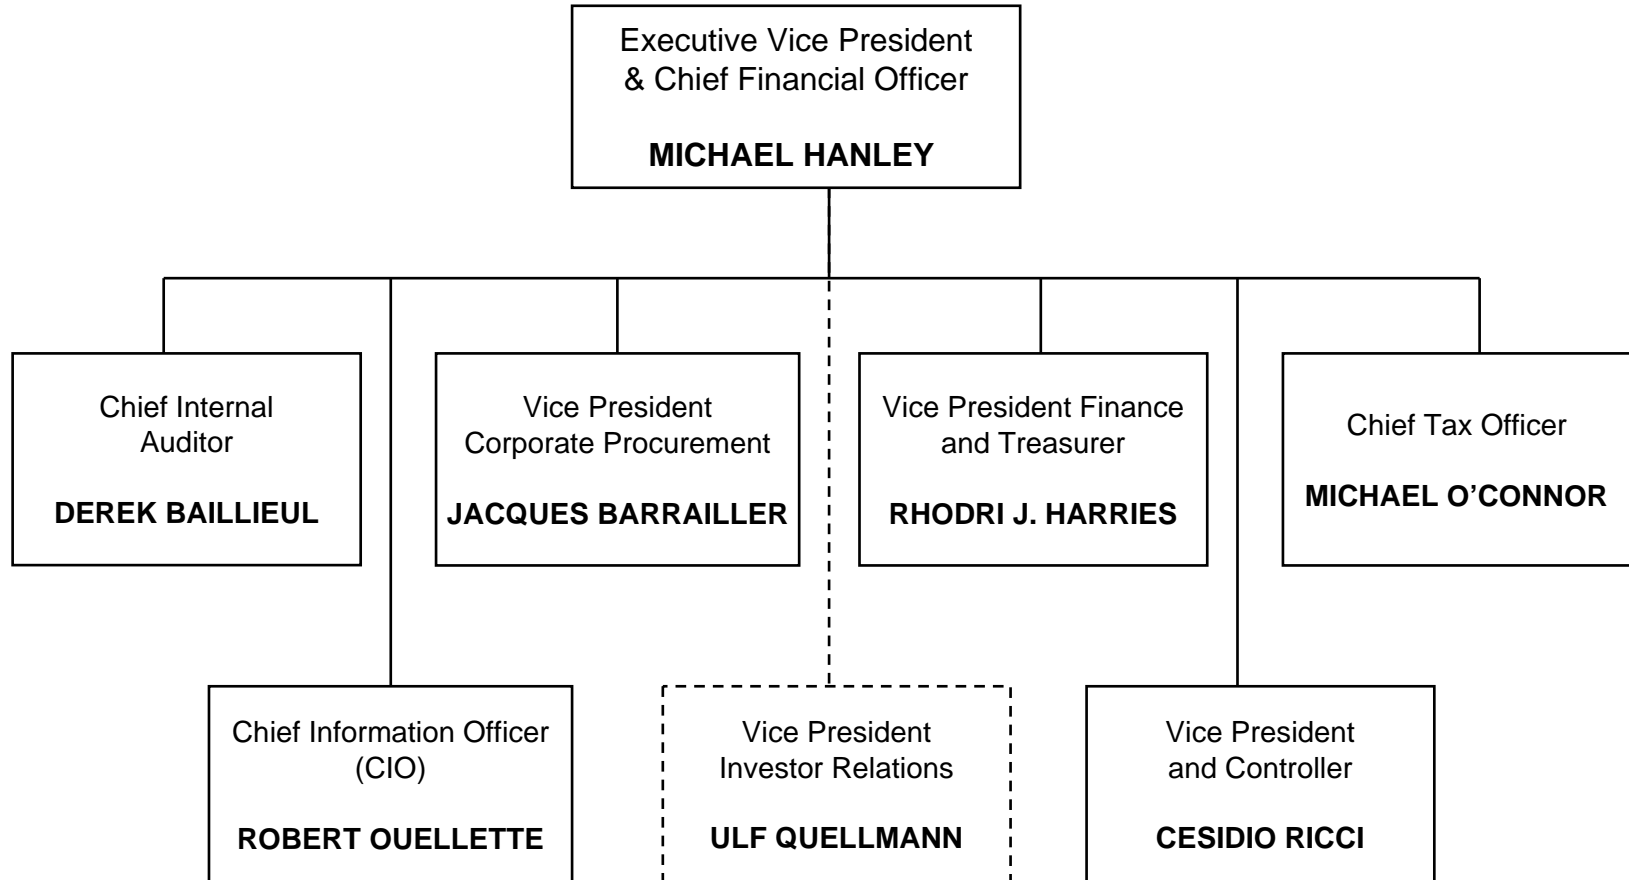 Executive Vice President
& Chief Financial Officer
MICHAEL HANLEY
Chief Internal
Auditor
DEREK BAILLIEUL
Vice President
Corporate Procurement
JACQUES BARRAILLER
Vice President Finance
and Treasurer
RHODRI J. HARRIES
Chief Tax Officer
MICHAEL O’CONNOR
Chief Information Officer
(CIO)
ROBERT OUELLETTE
Vice President
Investor Relations
ULF QUELLMANN
Vice President
and Controller
CESIDIO RICCI